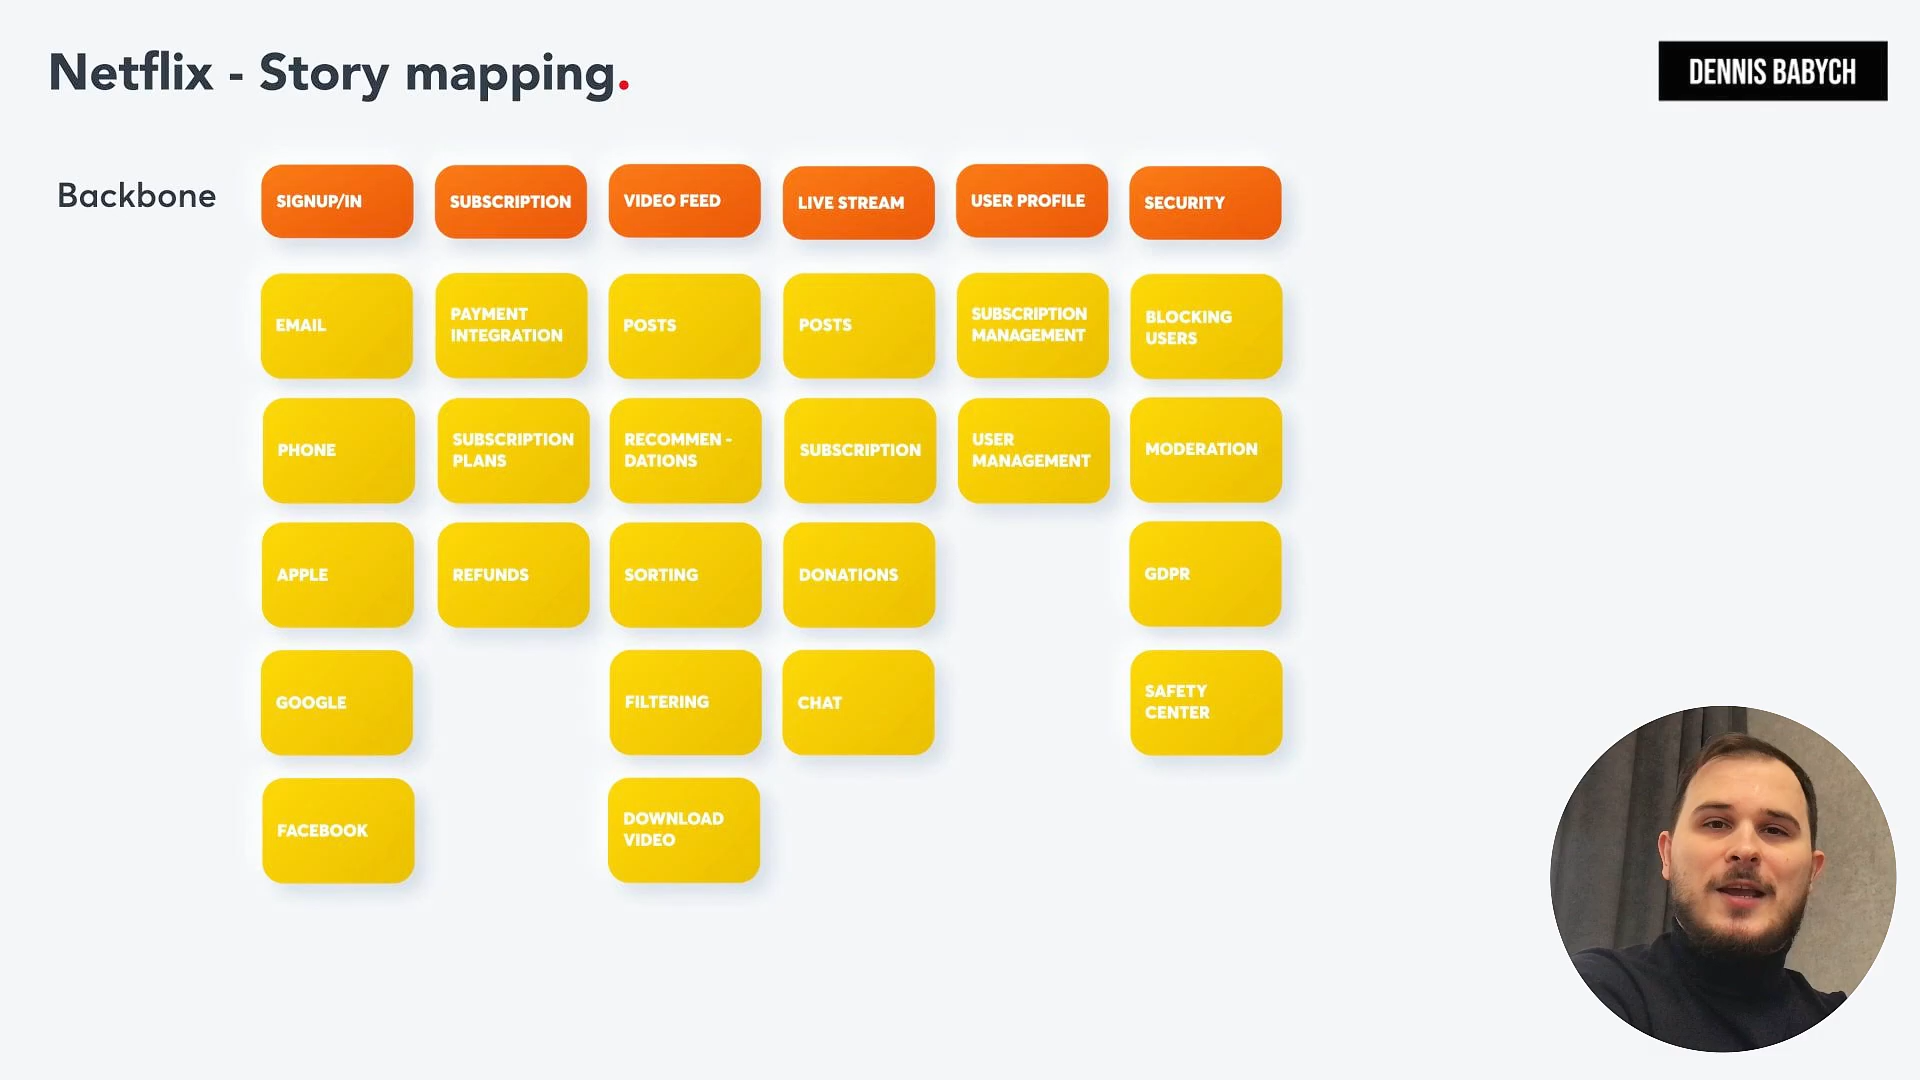 Netflix - Story mapping.
DENNIS BABYCH
Backbone
SIGNUP/IN
SUBSCRIPTION
VIDEO FEED
LIVE STREAM
USER PROFILE
SECURITY
EMAIL
PAYMENT
INTEGRATION
POSTS
POSTS
SUBSCRIPTION
MANAGEMENT
BLOCKING
USERS
PHONE
SUBSCRIPTION
PLANS
RECOMMEN -
DATIONS
SUBSCRIPTION
USER
MANAGEMENT
MODERATION
APPLE
REFUNDS
SORTING
DONATIONS
GDPR
GOOGLE
FILTERING
CHAT
SAFETY
CENTER
FACEBOOK
DOWNLOAD
VIDEO